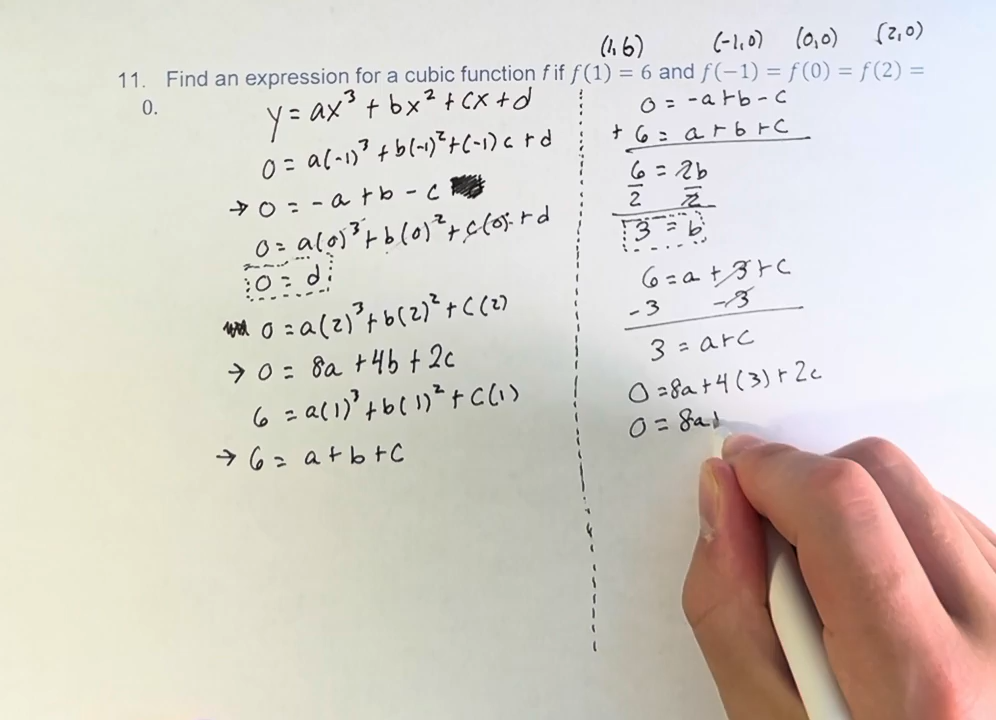 (1,6) (-1,0) (0,0) (2,0)
11. Find an expression for a cubic function f if f(1) = 6 and f(−1) = f(0) = f(2) =
0.
y = ax³ + bx² + cx + d
0 = a(-1)³ + b(-1)² + (-1)c + d
→ 0 = -a + b - c
0 = a(0)³ + b(0)² + c(0) + d
0 = d
0 = a(2)³ + b(2)² + c(2)
→ 0 = 8a + 4b + 2c
6 = a(1)³ + b(1)² + c(1)
→ 6 = a + b + c
0 = -a + b - c
+ 6 = a + b + c
6 = 2b
2 2
3 = b
6 = a + 3 + c
-3 -3
3 = a + c
0 = 8a + 4(3) + 2c
0 = 8a +